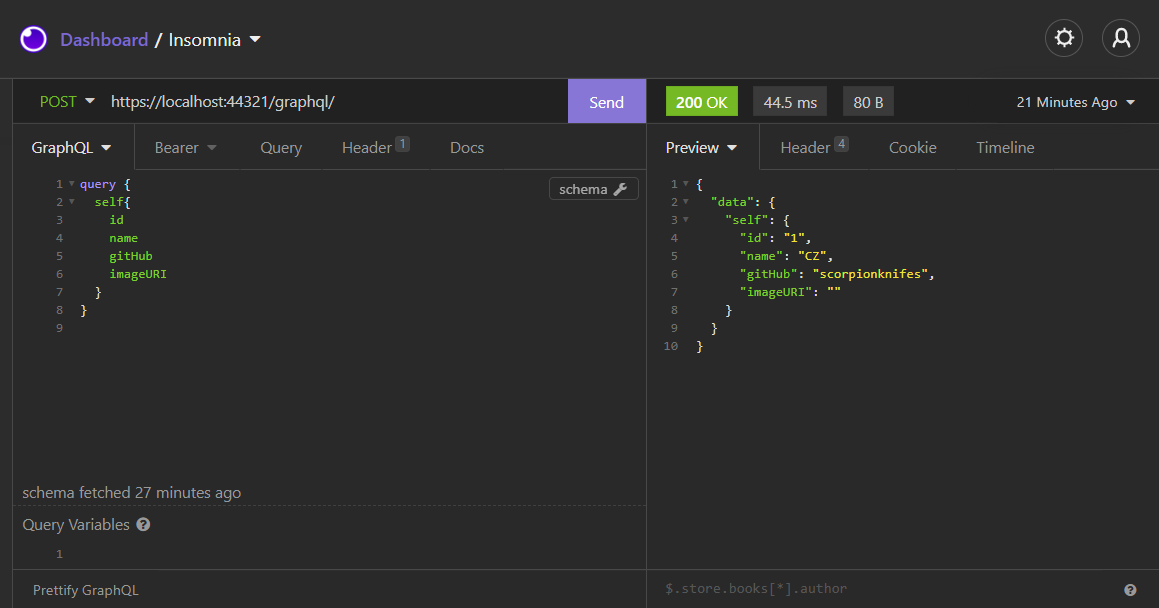 Dashboard / Insomnia
POST https://localhost:44321/graphql/ Send
200 OK 44.5 ms 80 B 21 Minutes Ago
GraphQL Bearer Query Header 1 Docs
Preview Header 4 Cookie Timeline
schema
1 query {
2 self{
3 id
4 name
5 gitHub
6 imageURI
7 }
8 }
9
schema fetched 27 minutes ago
Query Variables ?
1
Prettify GraphQL
1 {
2 "data": {
3 "self": {
4 "id": "1",
5 "name": "CZ",
6 "gitHub": "scorpionknifes",
7 "imageURI": ""
8 }
9 }
10 }
$.store.books[*].author ?